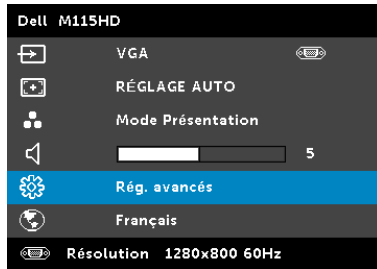 Dell M115HD
VGA
RÉGLAGE AUTO
Mode Présentation
5
Rég. avancés
Français
Résolution 1280x800 60Hz